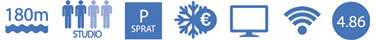 180m
STUDIO
P
SPRAT
€
4.86